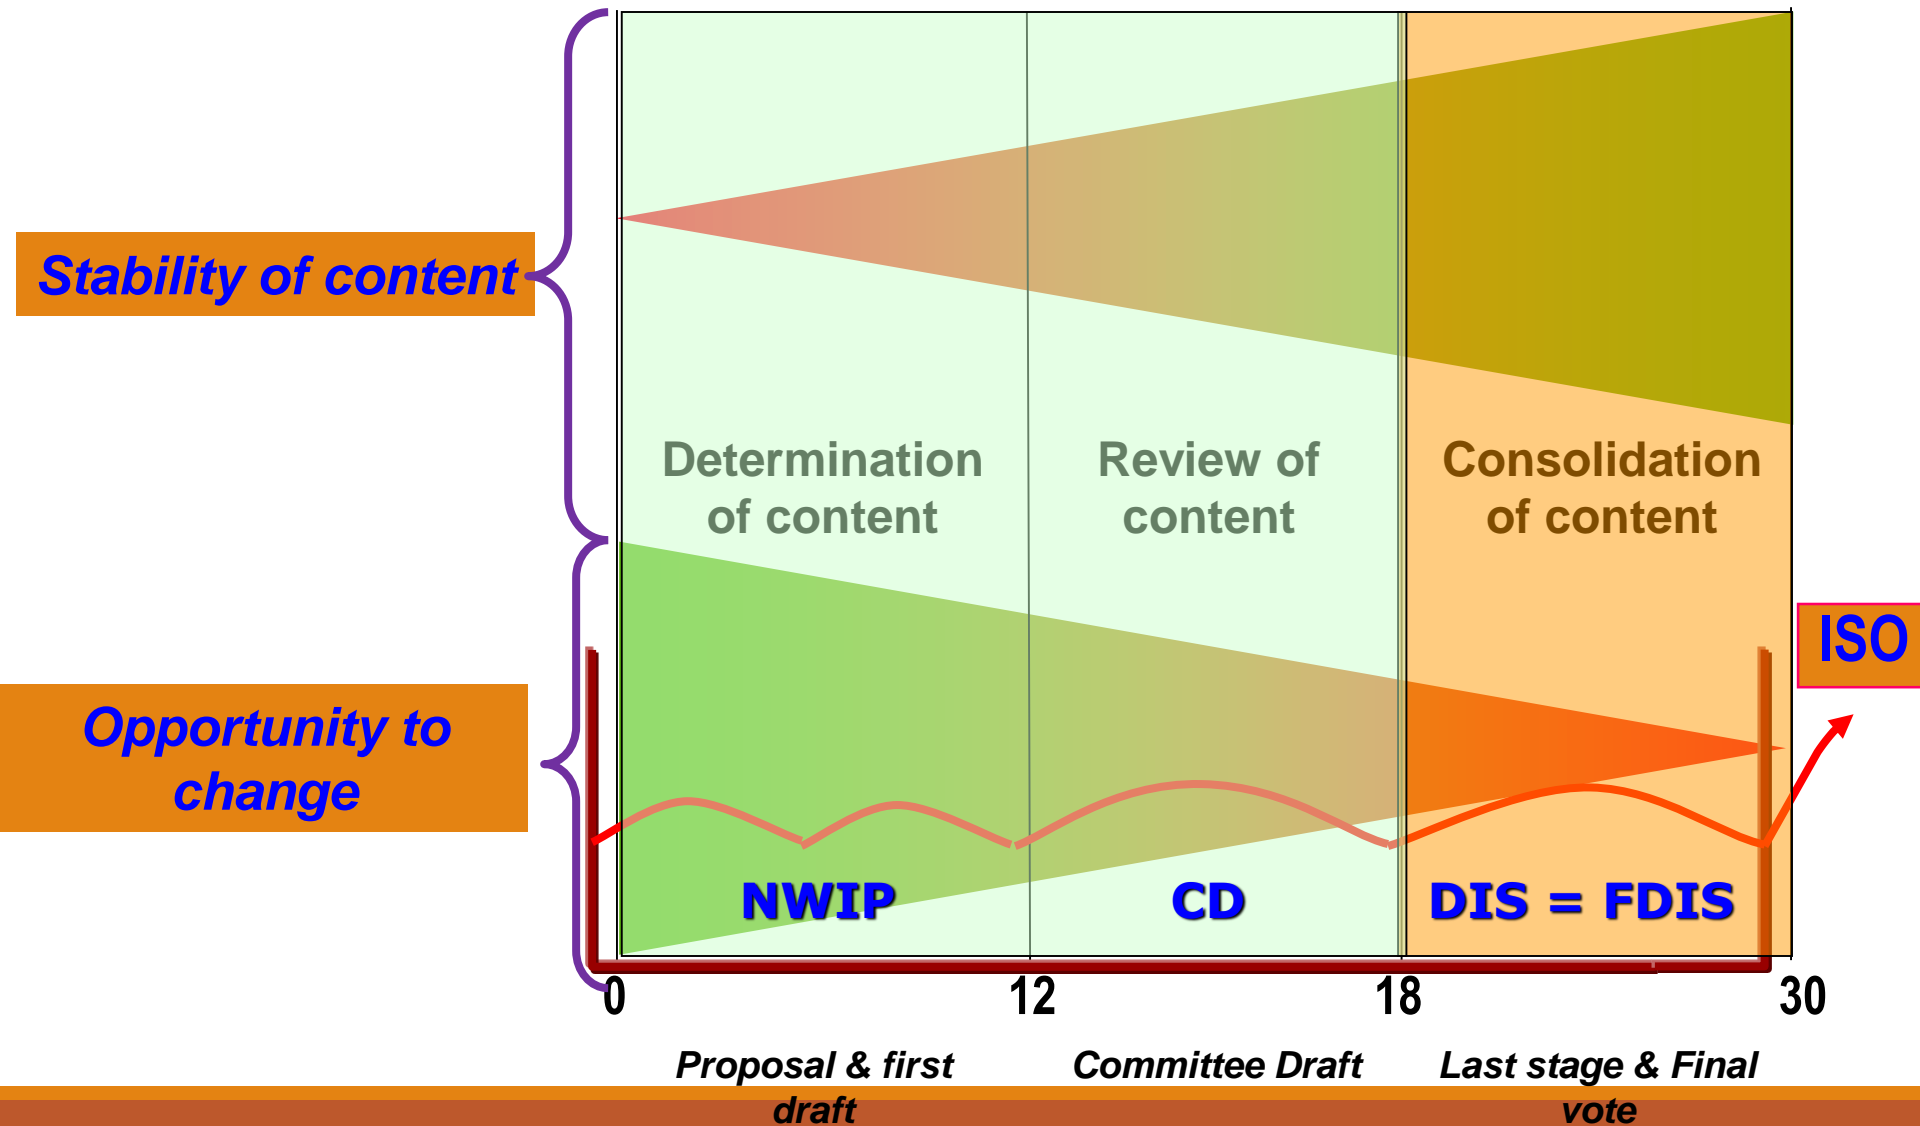 Stability of content
Determination
of content
Review of
content
Consolidation
of content
Opportunity to
change
ISO
NWIP
CD
DIS = FDIS
0
12
18
30
Proposal & first
draft
Committee Draft
Last stage & Final
vote